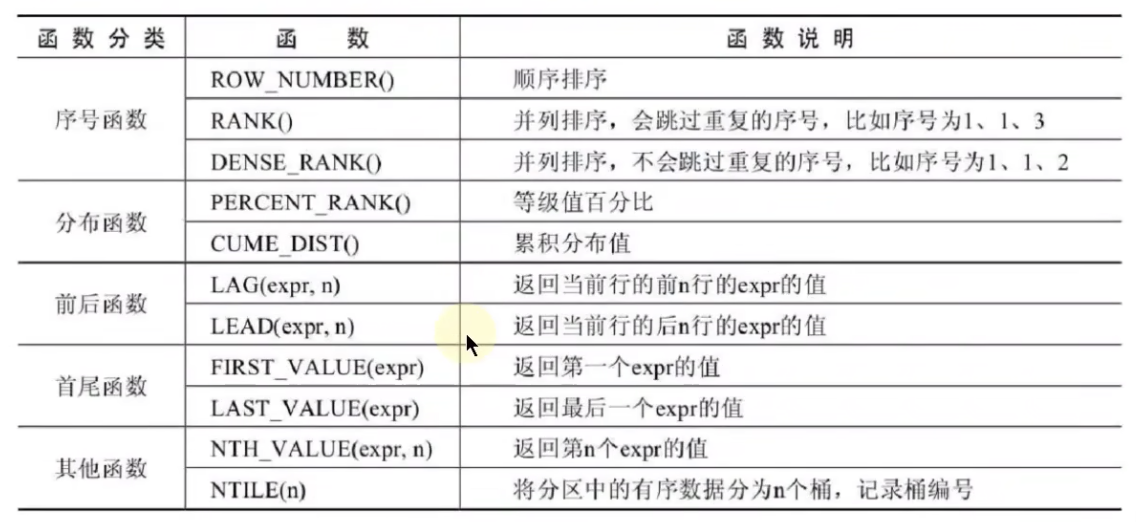 函数分类 函数 函数说明
序号函数 ROW_NUMBER() 顺序排序
RANK() 并列排序，会跳过重复的序号，比如序号为1、1、3
DENSE_RANK() 并列排序，不会跳过重复的序号，比如序号为1、1、2
分布函数 PERCENT_RANK() 等级值百分比
CUME_DIST() 累积分布值
前后函数 LAG(expr, n) 返回当前行的前n行的expr的值
LEAD(expr, n) 返回当前行的后n行的expr的值
首尾函数 FIRST_VALUE(expr) 返回第一个expr的值
LAST_VALUE(expr) 返回最后一个expr的值
其他函数 NTH_VALUE(expr, n) 返回第n个expr的值
NTILE(n) 将分区中的有序数据分为n个桶，记录桶编号